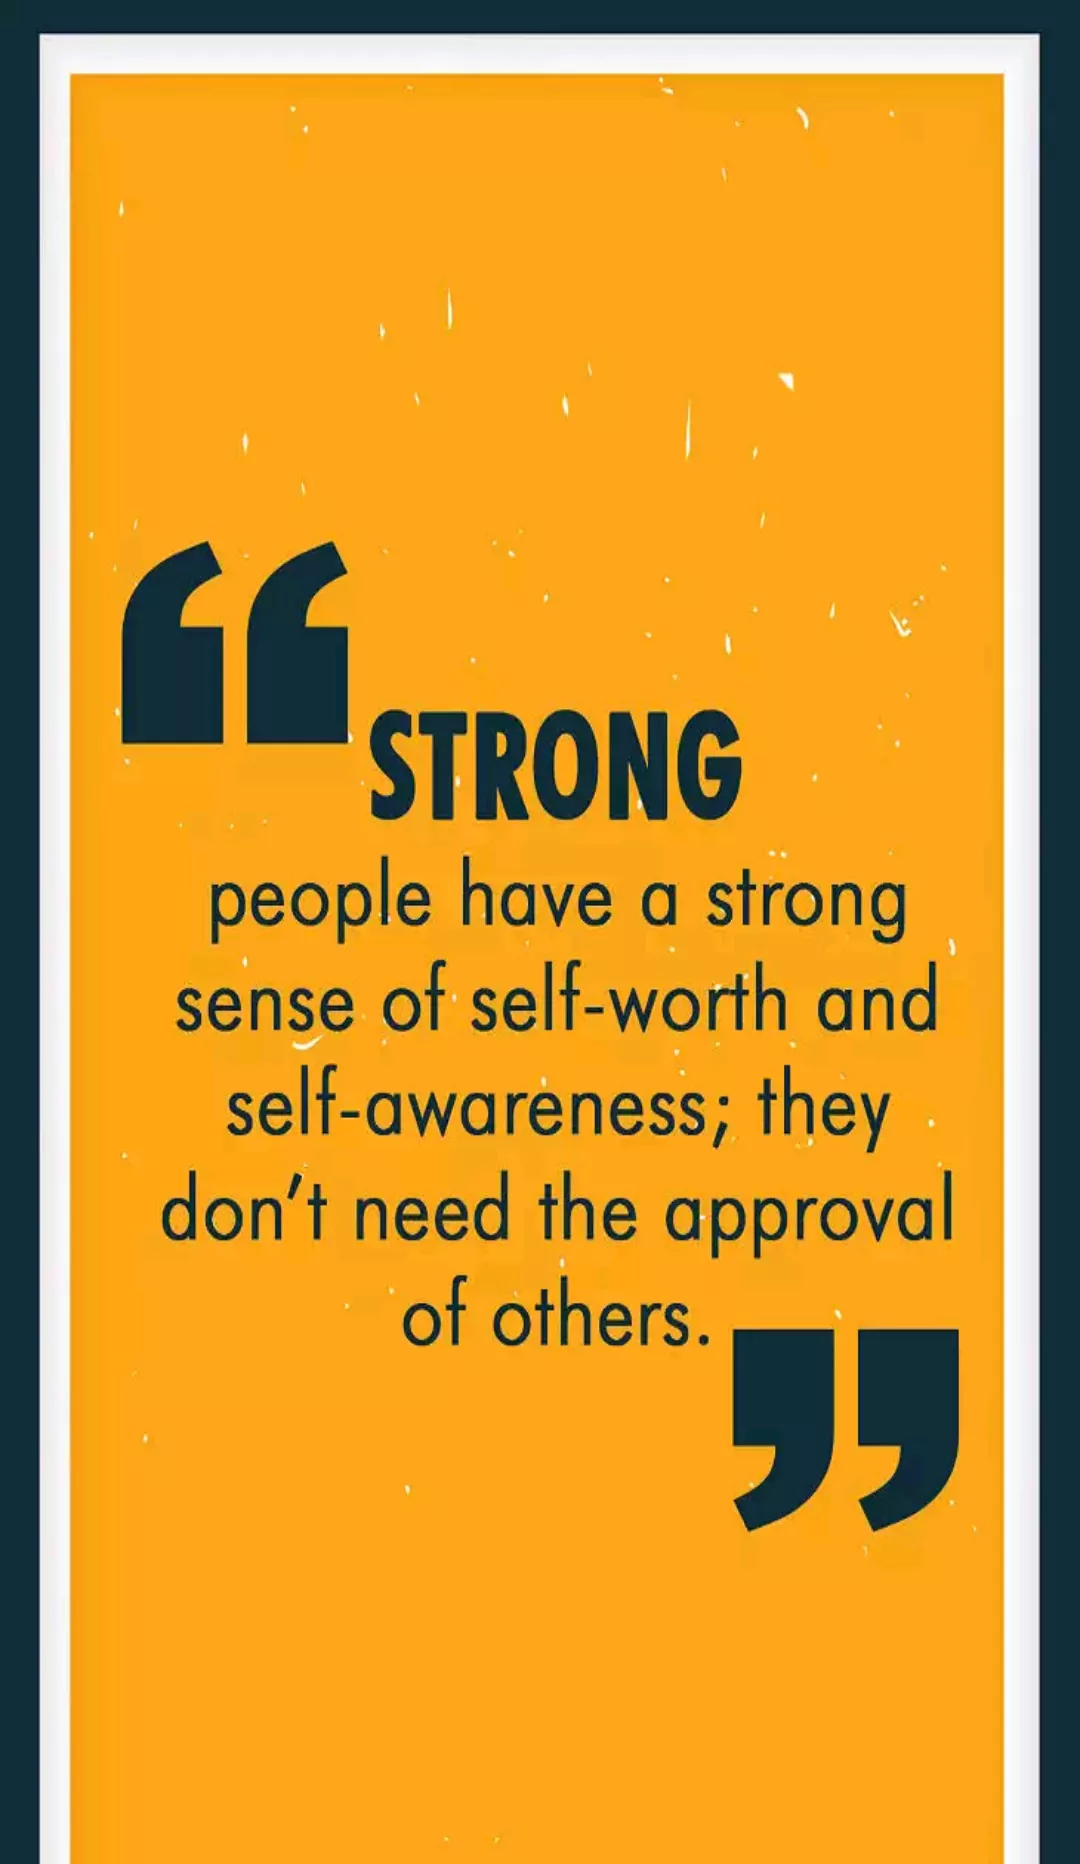 “STRONG
people have a strong
sense of self-worth and
self-awareness; they
don’t need the approval
of others.”